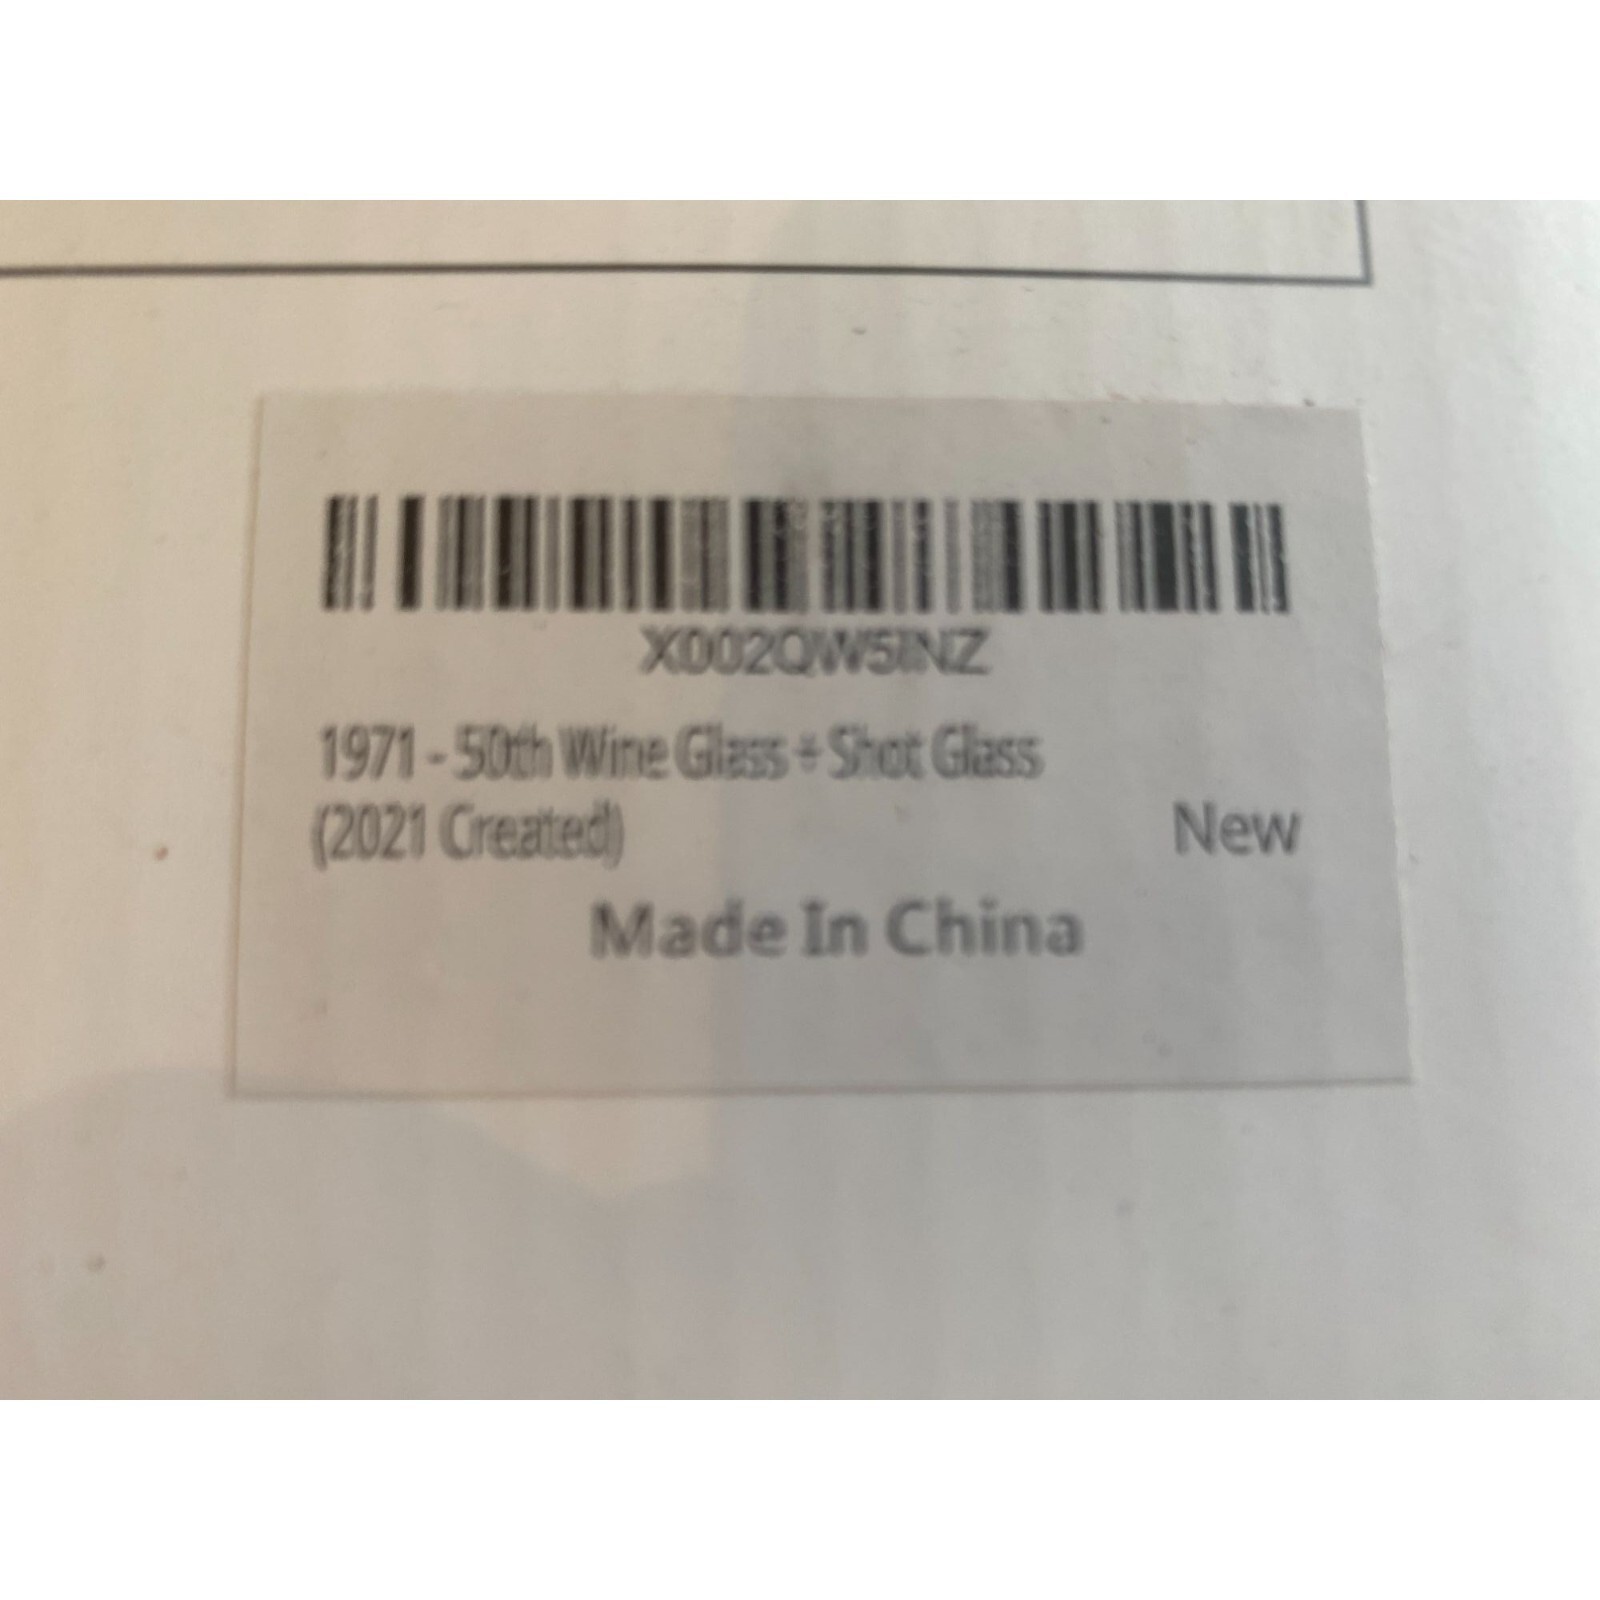 X002QW5INZ
1971 - 50th Wine Glass + Shot Glass
(2021 Created)
New
Made In China